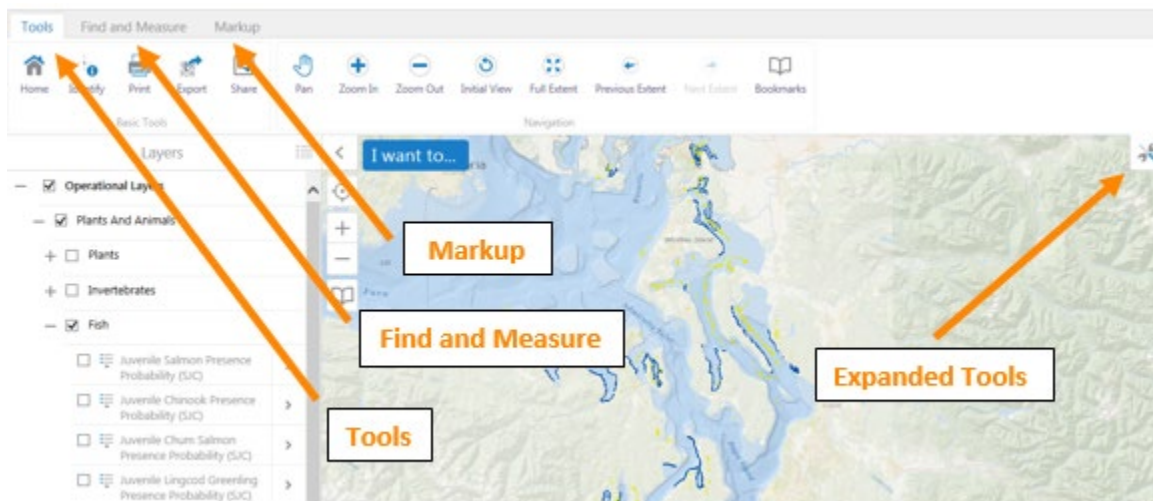 Tools Find and Measure Markup
Home Identify Print Export Share Pan Zoom In Zoom Out Initial View Full Extent Previous Extent Next Extent Bookmarks
Basic Tools Navigation
Layers
I want to...
Operational Layers
Plants And Animals
Plants
Invertebrates
Fish
Juvenile Salmon Presence
Probability (SJC)
Juvenile Chinook Presence
Probability (SJC)
Juvenile Chum Salmon
Presence Probability (SJC)
Juvenile Lingcod Greenling
Presence Probability (SJC)
Markup
Find and Measure
Tools
Expanded Tools